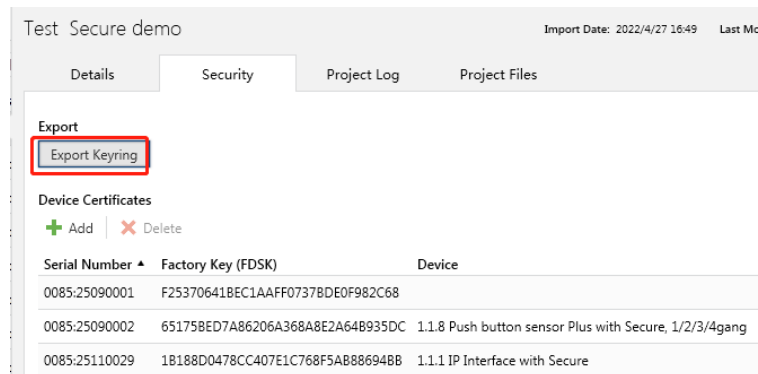 Test Secure demo Import Date: 2022/4/27 16:49 Last Mo
Details Security Project Log Project Files
Export
Export Keyring
Device Certificates
Add Delete
Serial Number Factory Key (FDSK) Device
0085:25090001 F25370641BEC1AAFF0737BDE0F982C68
0085:25090002 65175BED7A86206A368A8E2A64B935DC 1.1.8 Push button sensor Plus with Secure, 1/2/3/4gang
0085:25110029 1B188D0478CC407E1C768F5AB88694BB 1.1.1 IP Interface with Secure